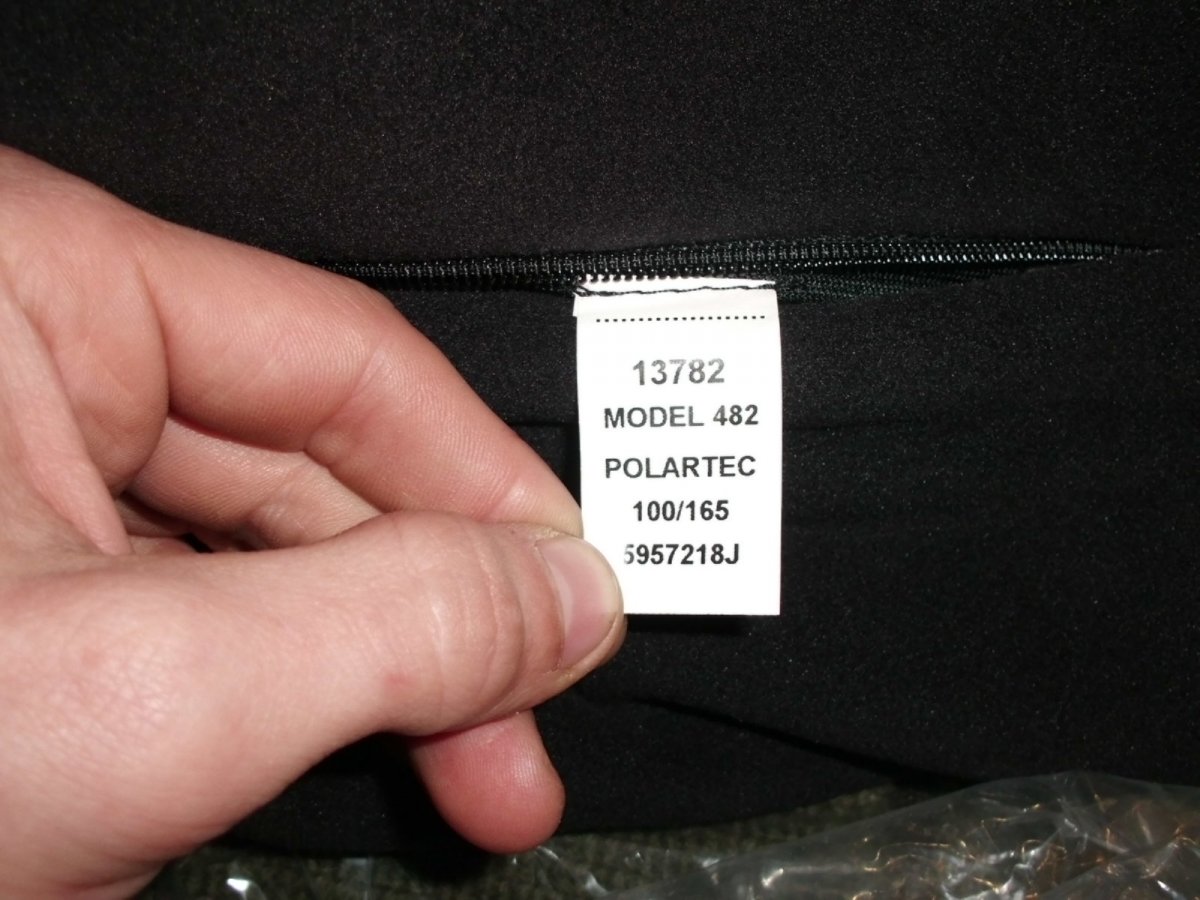 13782
MODEL 482
POLARTEC
100/165
5957218J